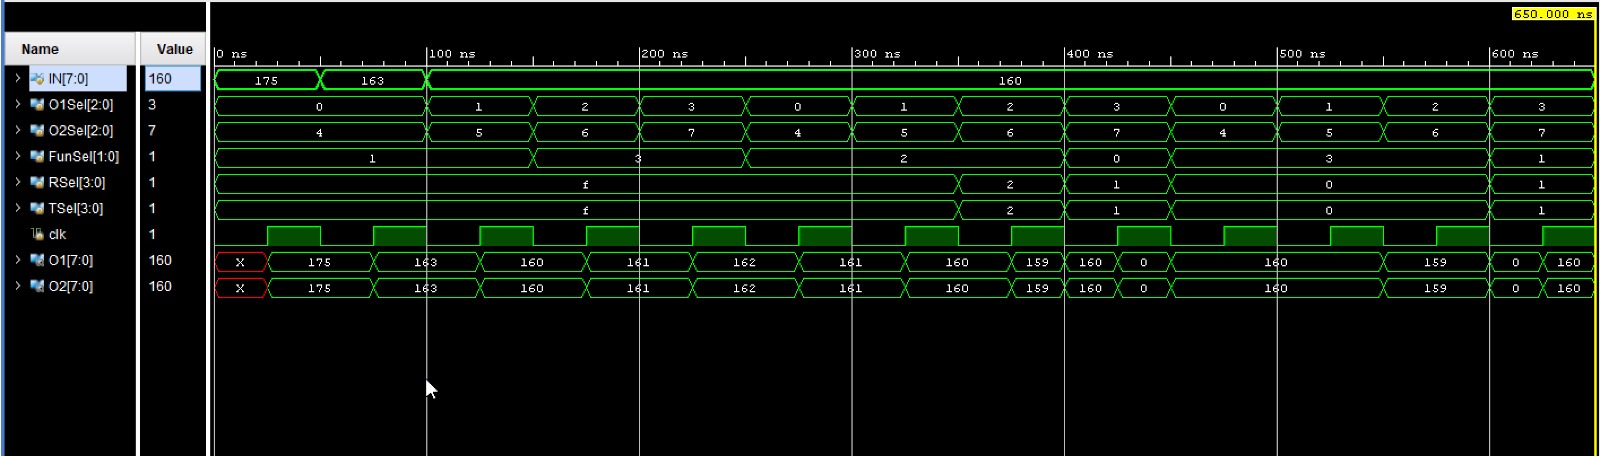 650.000 ns
Name Value 0 ns 100 ns 200 ns 300 ns 400 ns 500 ns 600 ns
IN[7:0] 160 175 163 160
O1Sel[2:0] 3 0 1 2 3 0 1 2 3 0 1 2 3
O2Sel[2:0] 7 4 5 6 7 4 5 6 7 4 5 6 7
FunSel[1:0] 1 1 3 2 0 3 1
RSel[3:0] 1 f 2 1 0 1
TSel[3:0] 1 f 2 1 0 1
clk 1
O1[7:0] 160 X 175 163 160 161 162 161 160 159 160 0 160 159 0 160
O2[7:0] 160 X 175 163 160 161 162 161 160 159 160 0 160 159 0 160